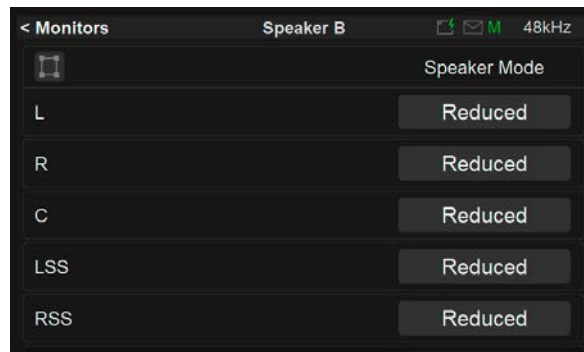 < Monitors Speaker B M 48kHz
Speaker Mode
L Reduced
R Reduced
C Reduced
LSS Reduced
RSS Reduced